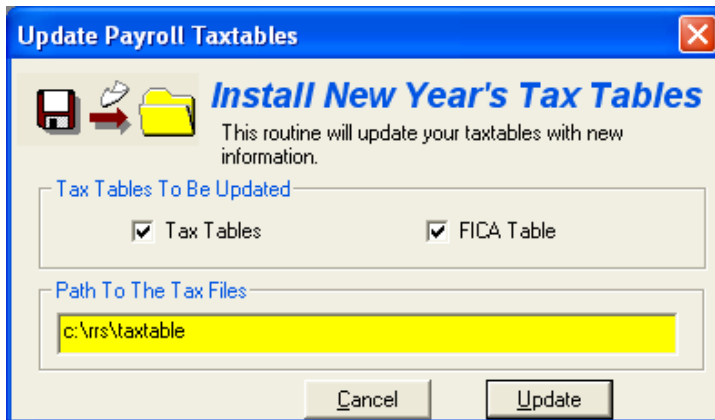 Update Payroll Taxtables
Install New Year's Tax Tables
This routine will update your taxtables with new
information.
Tax Tables To Be Updated
Tax Tables FICA Table
Path To The Tax Files
c:\rrs\taxtable
Cancel Update